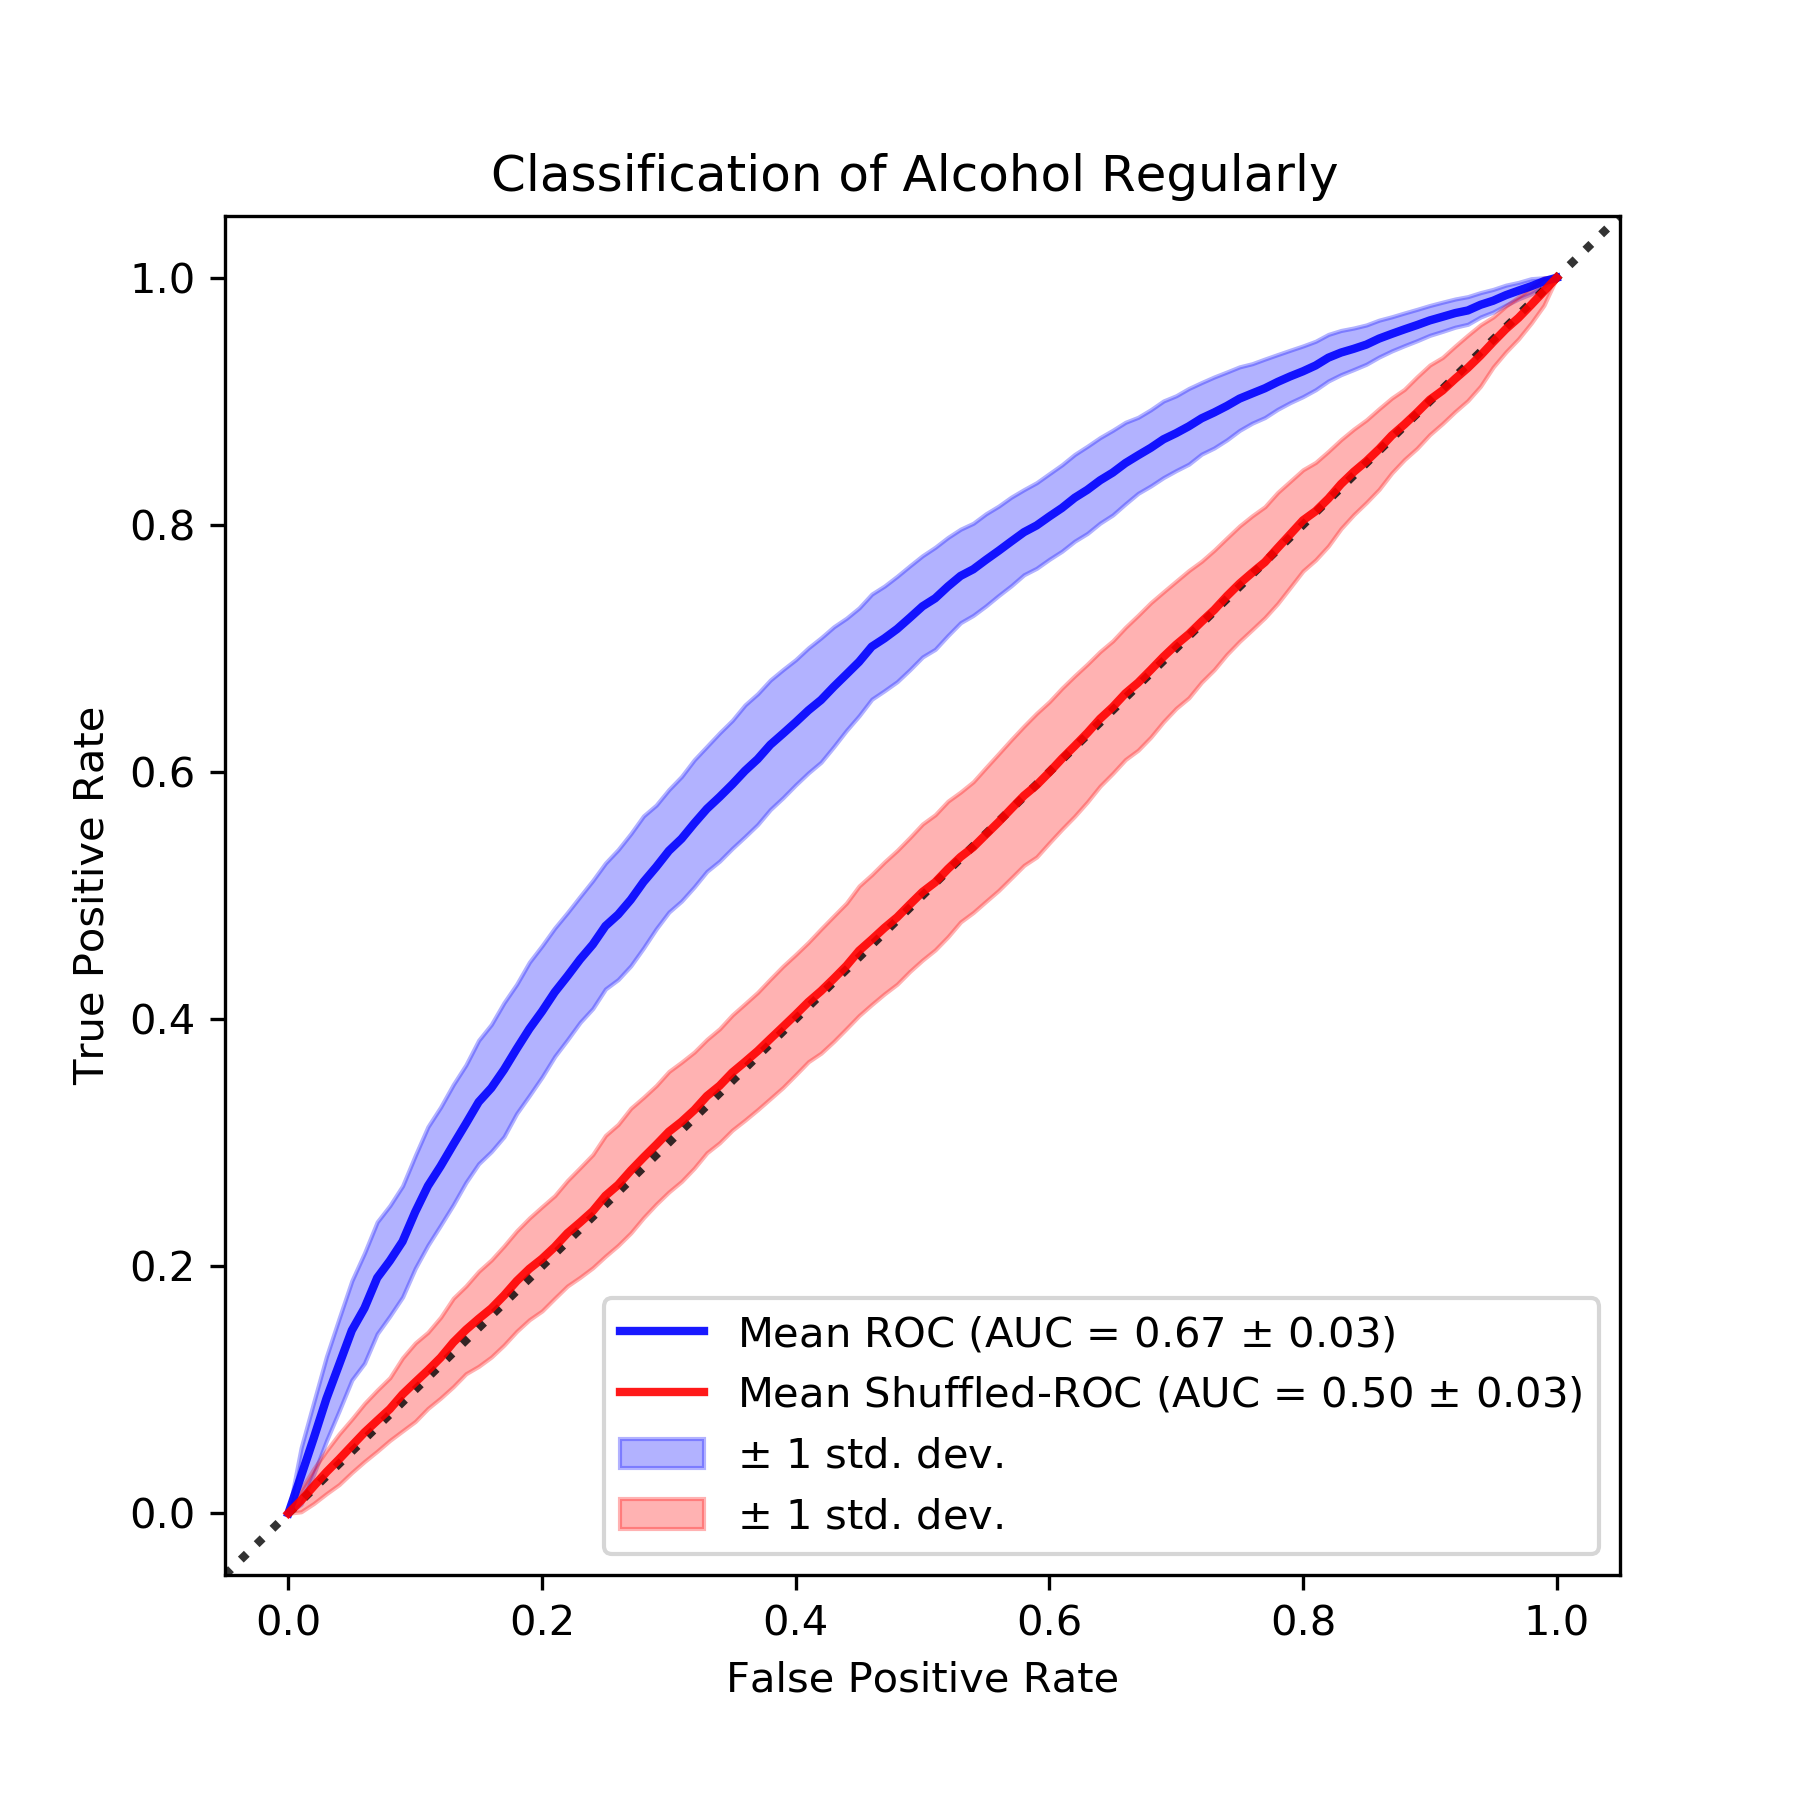 Classification of Alcohol Regularly
True Positive Rate
1.0
0.8
0.6
0.4
0.2
0.0
Mean ROC (AUC = 0.67 ± 0.03)
Mean Shuffled-ROC (AUC = 0.50 ± 0.03)
± 1 std. dev.
± 1 std. dev.
0.0 0.2 0.4 0.6 0.8 1.0
False Positive Rate